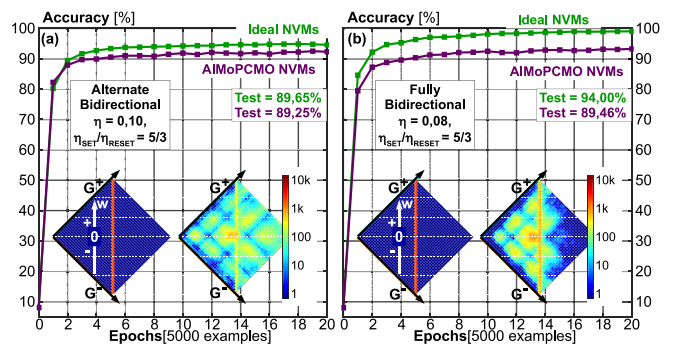 Accuracy [%]
Ideal NVMs
(a)
AlMoPCMO NVMs
Alternate
Bidirectional
η = 0,10,
ηSET/ηRESET = 5/3
Test = 89,65%
Test = 89,25%
G+
w
+
0
-
G-
10k
1k
100
10
1
0 2 4 6 8 10 12 14 16 18 20
Epochs[5000 examples]
Accuracy [%]
Ideal NVMs
100
90
80
70
60
50
40
30
20
10
(b)
AlMoPCMO NVMs
Fully
Bidirectional
η = 0,08,
ηSET/ηRESET = 5/3
Test = 94,00%
Test = 89,46%
G+
w
+
0
-
G-
10k
1k
100
10
1
100
90
80
70
60
50
40
30
20
10
0 2 4 6 8 10 12 14 16 18 20
Epochs[5000 examples]